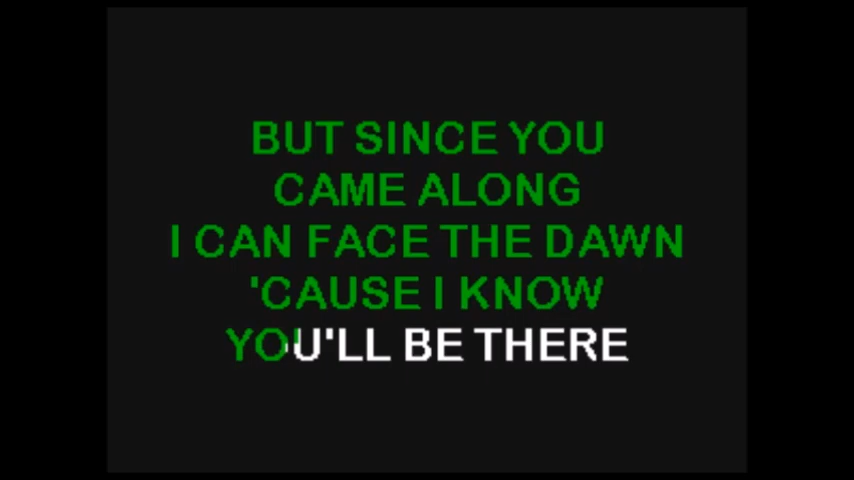 BUT SINCE YOU
CAME ALONG
I CAN FACE THE DAWN
'CAUSE I KNOW
YOU'LL BE THERE